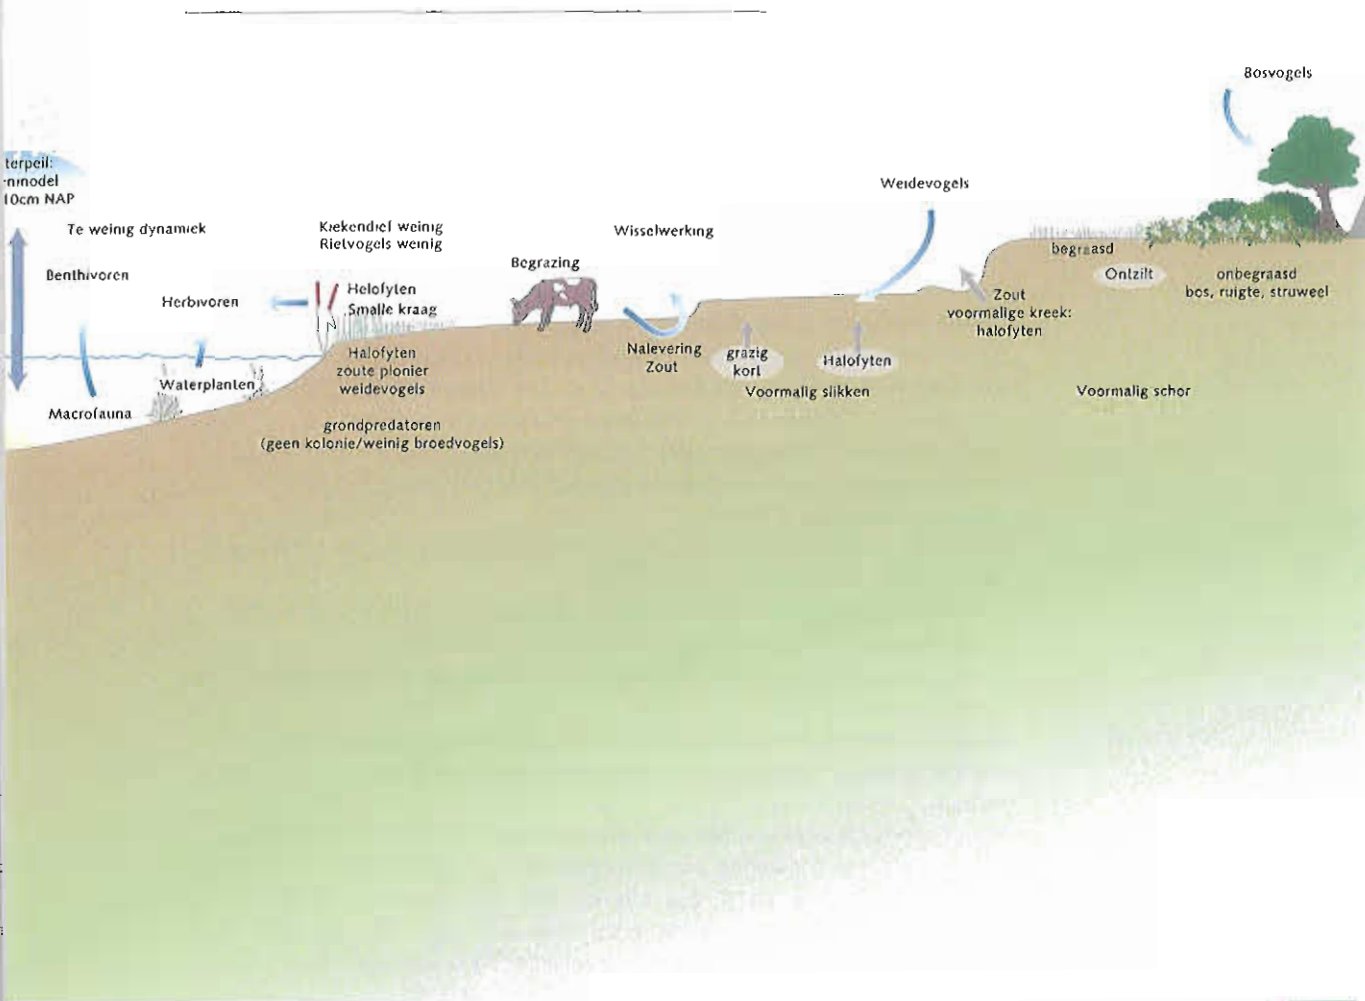 Bosvogels
terpeil:
nmodel
10cm NAP
Weidevogels
Te weinig dynamiek
Kiekendief weinig
Rietvogels weinig
Wisselwerking
begraasd
Benthivoren
Begrazing
Ontzilt
onbegraasd
bos, ruigte, struweel
Herbivoren
Helofyten
Smalle kraag
Zout
voormalige kreek:
halofyten
Halofyten
zoute pionier
weidevogels
Nalevering
Zout
grazig
kort
Halofyten
Waterplanten
Voormalig slikken
Voormalig schor
Macrofauna
grondpredatoren
(geen kolonie/weinig broedvogels)